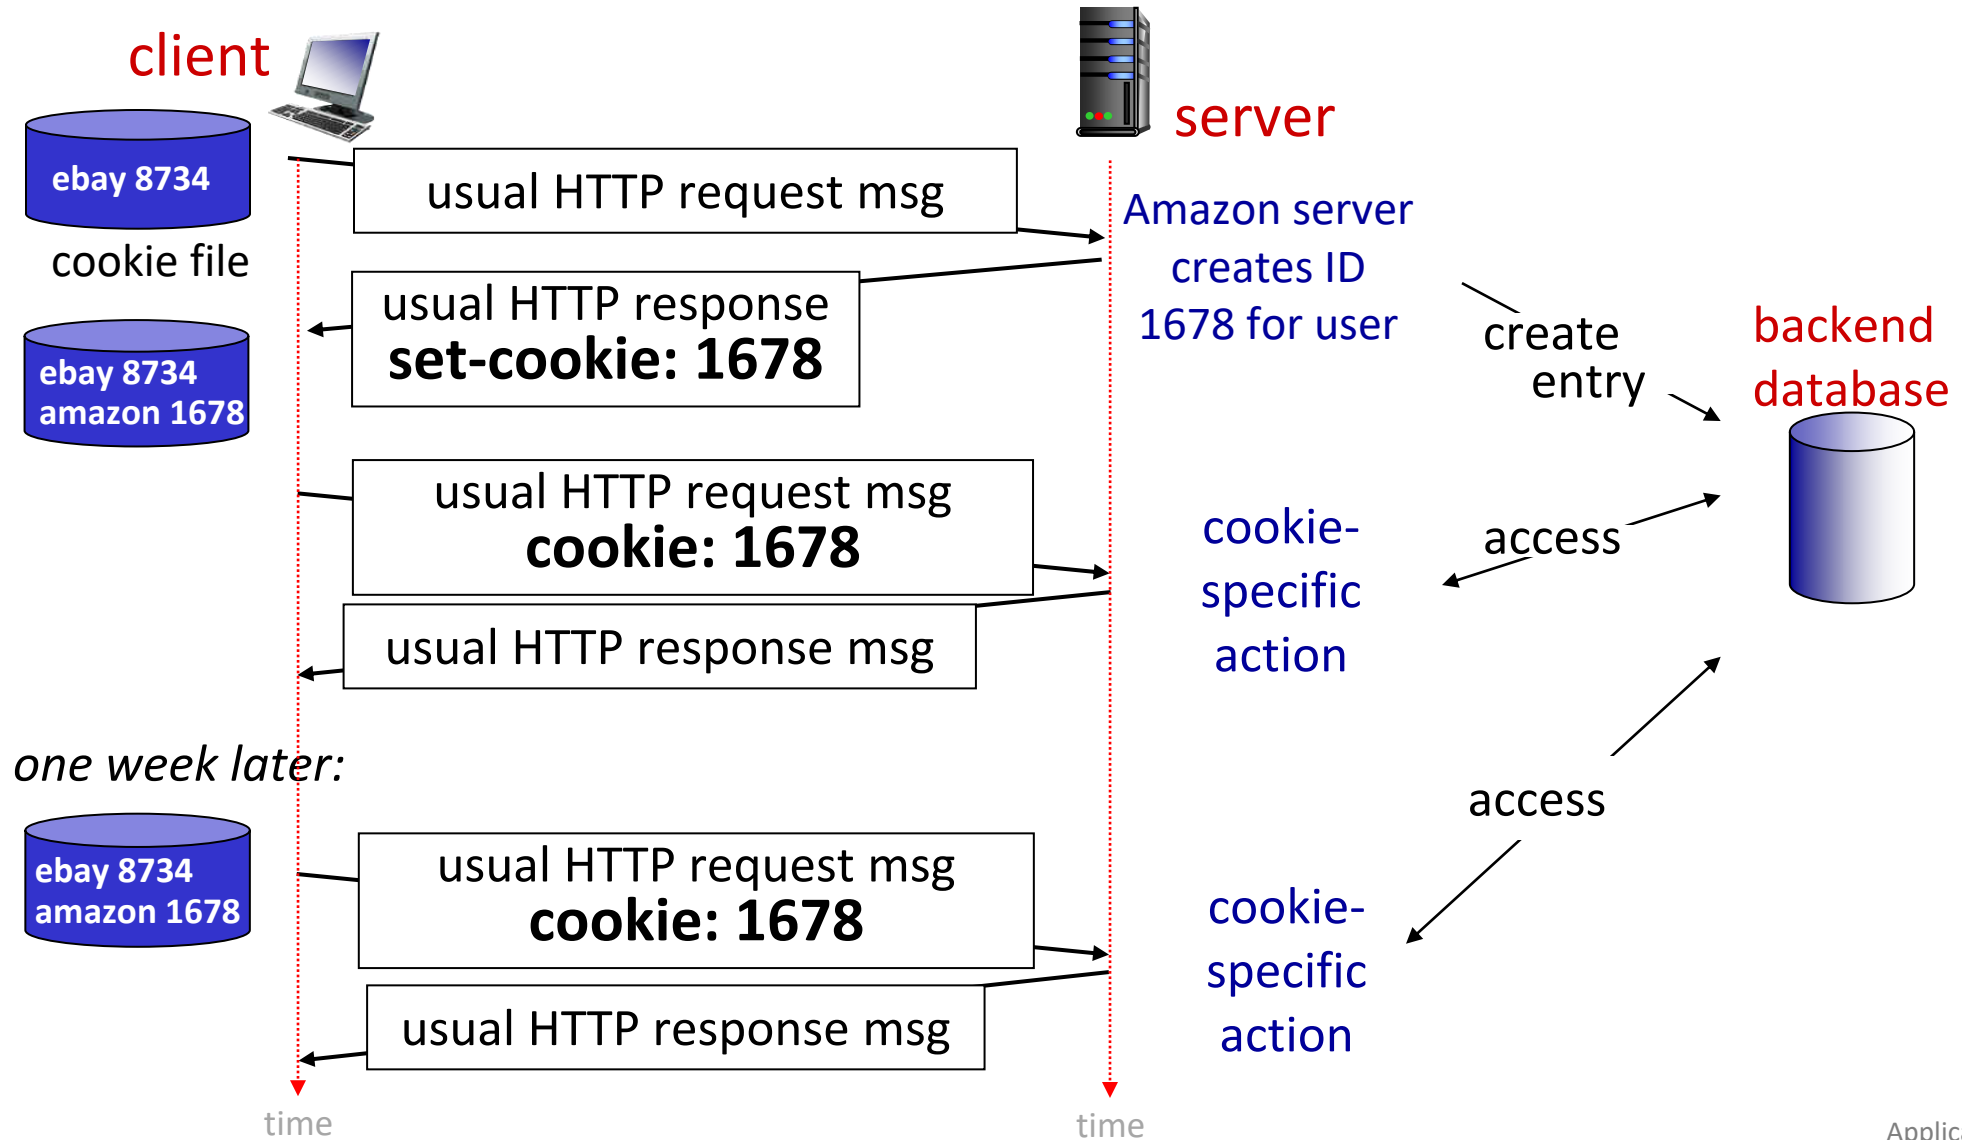 client
server
ebay 8734
cookie file
usual HTTP request msg
Amazon server
creates ID
1678 for user
usual HTTP response
set-cookie: 1678
create
entry
backend
database
ebay 8734
amazon 1678
usual HTTP request msg
cookie: 1678
cookie-
specific
action
access
usual HTTP response msg
one week later:
access
ebay 8734
amazon 1678
usual HTTP request msg
cookie: 1678
cookie-
specific
action
usual HTTP response msg
time
time